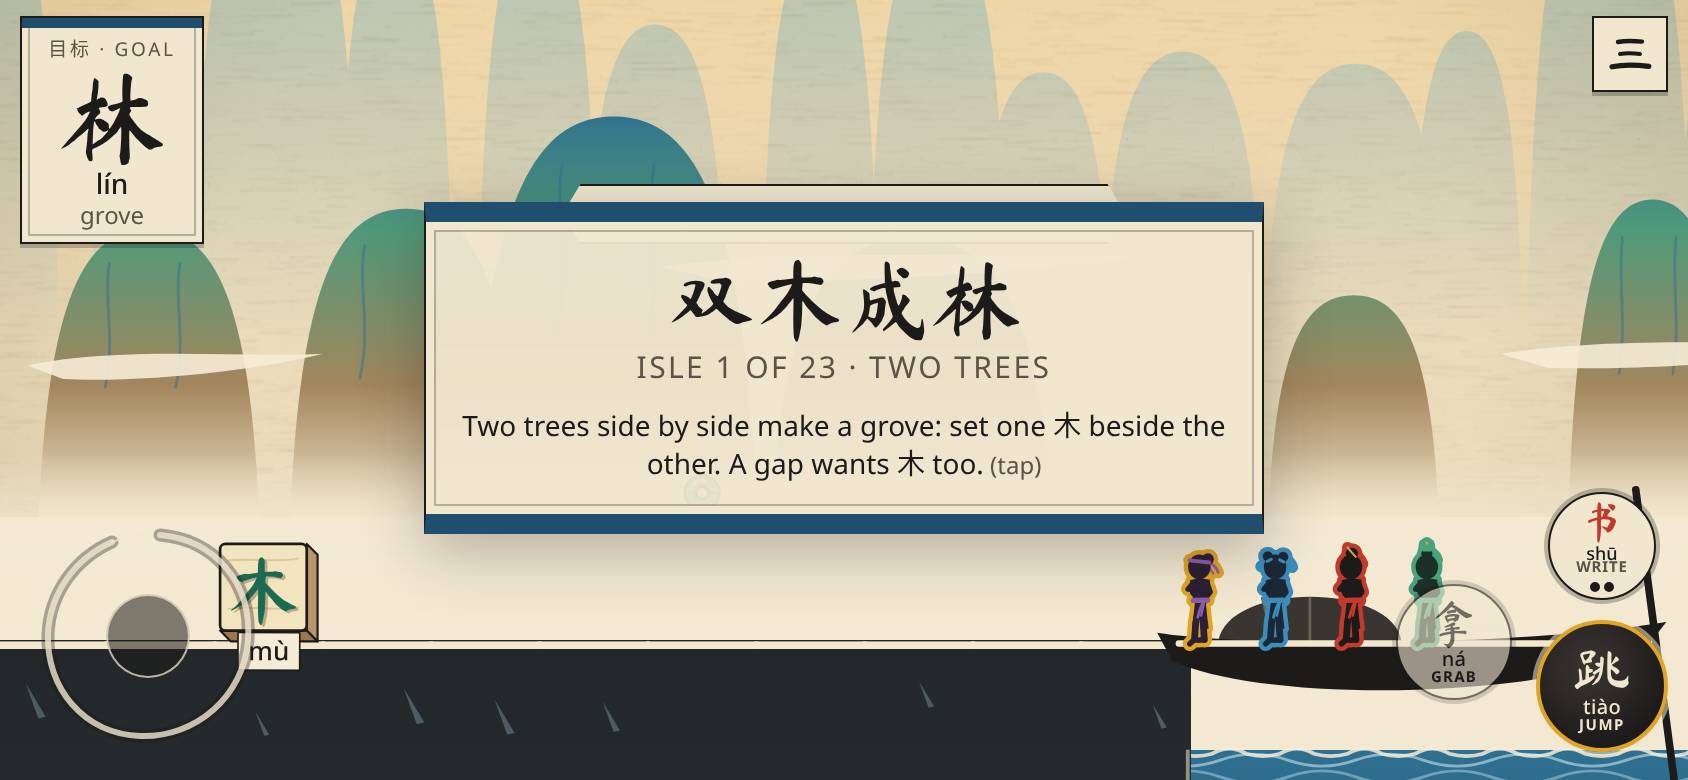 目标 · GOAL
林
lín
grove
三
双木成林
ISLE 1 OF 23 · TWO TREES
Two trees side by side make a grove: set one 木 beside the
other. A gap wants 木 too. (tap)
木
mù
书
shū
WRITE
拿
ná
GRAB
跳
tiào
JUMP